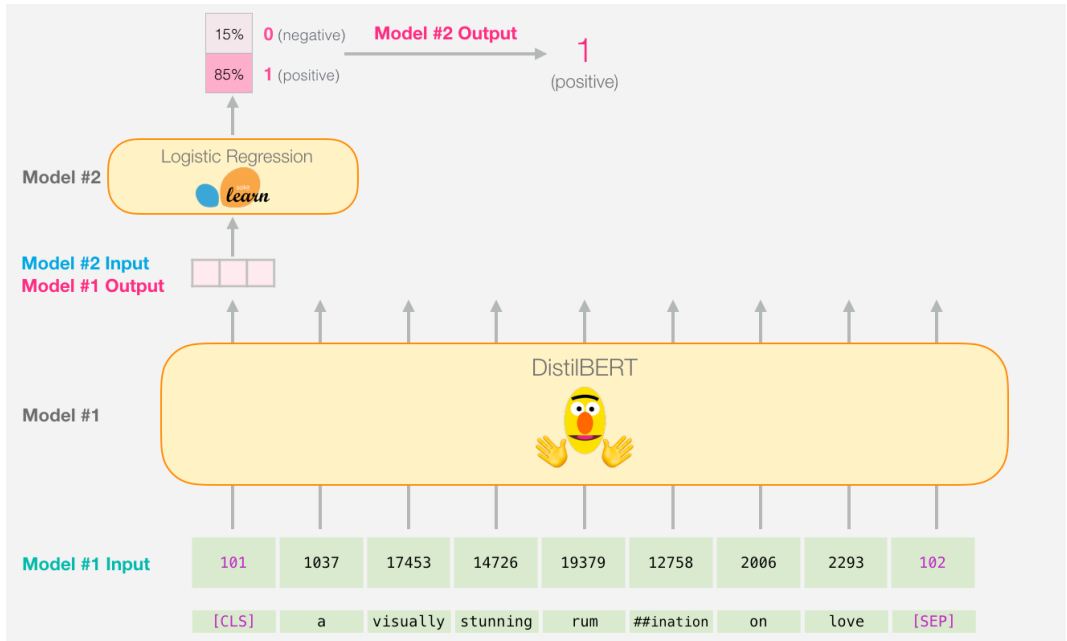 15% 0 (negative) Model #2 Output 1
85% 1 (positive) (positive)
Logistic Regression
Model #2
learn
Model #2 Input
Model #1 Output
DistilBERT
Model #1
Model #1 Input 101 1037 17453 14726 19379 12758 2006 2293 102
[CLS] a visually stunning rum ##ination on love [SEP]